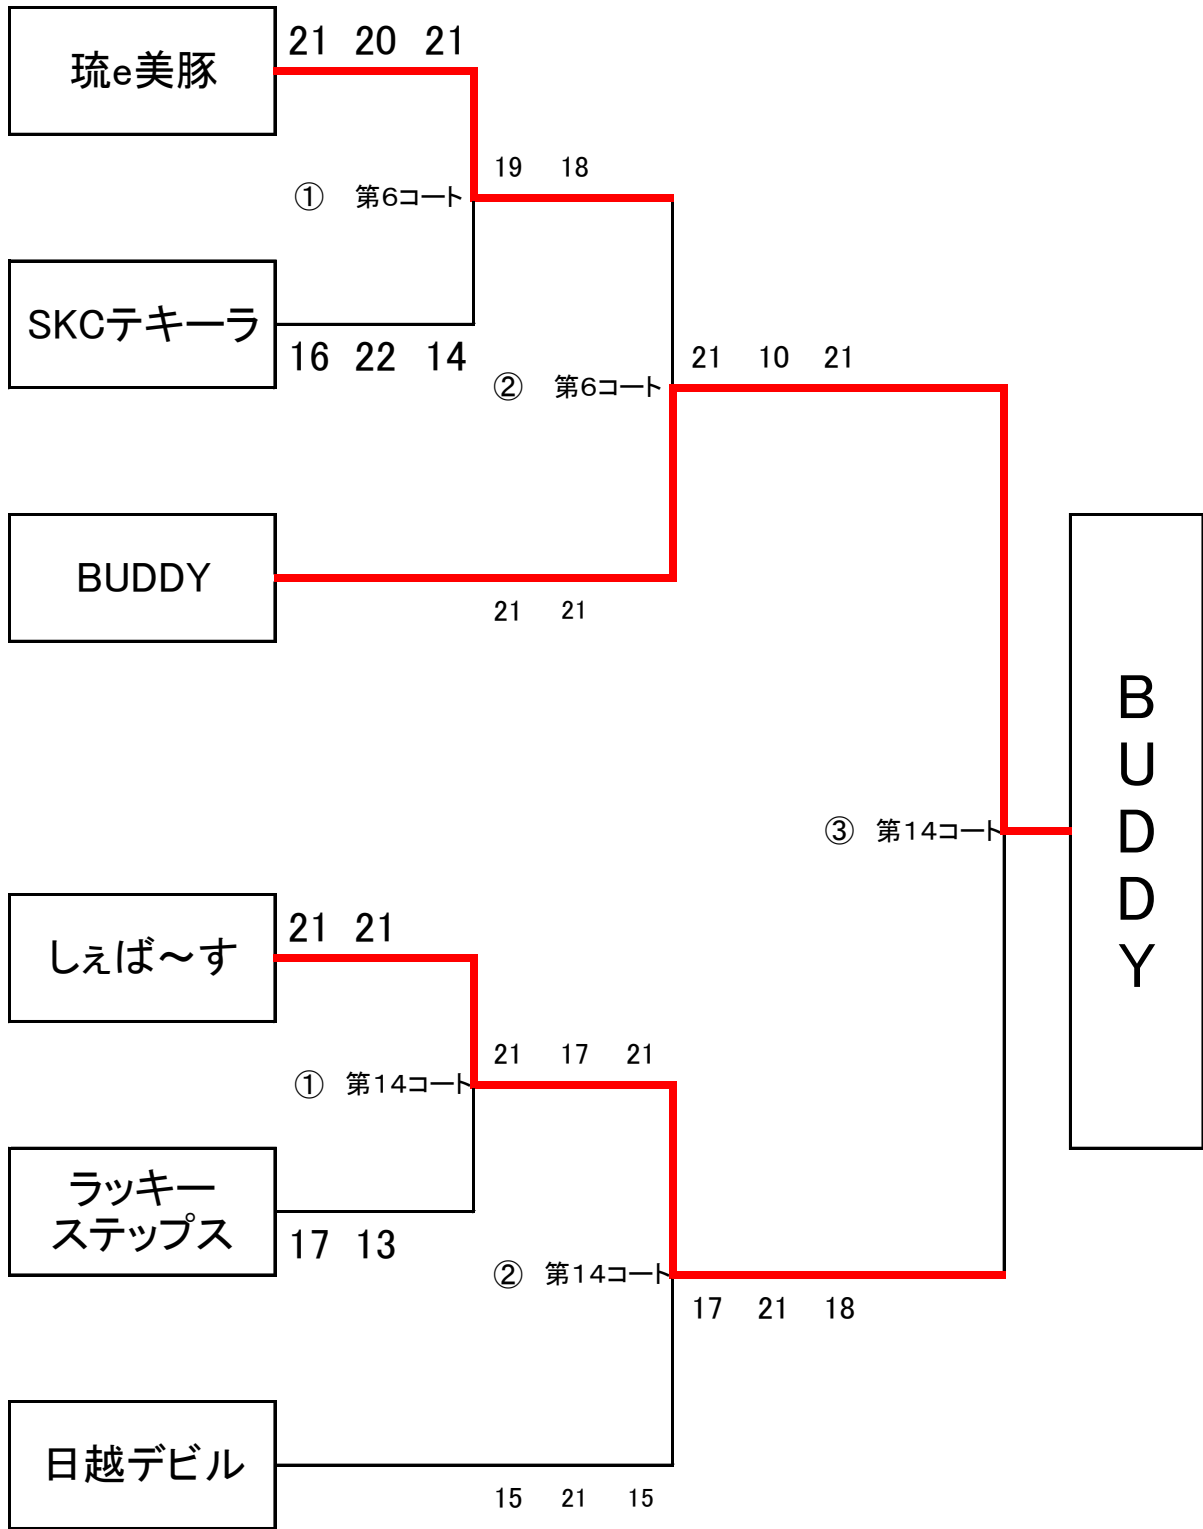 21 20 21
琉e美豚
19 18
① 第6コート
SKCテキーラ
16 22 14
21 10 21
② 第6コート
BUDDY
21 21
BUDDY
③ 第14コート
21 21
しぇば～す
21 17 21
① 第14コート
ラッキー
ステップス
17 13
② 第14コート
17 21 18
日越デビル
15 21 15